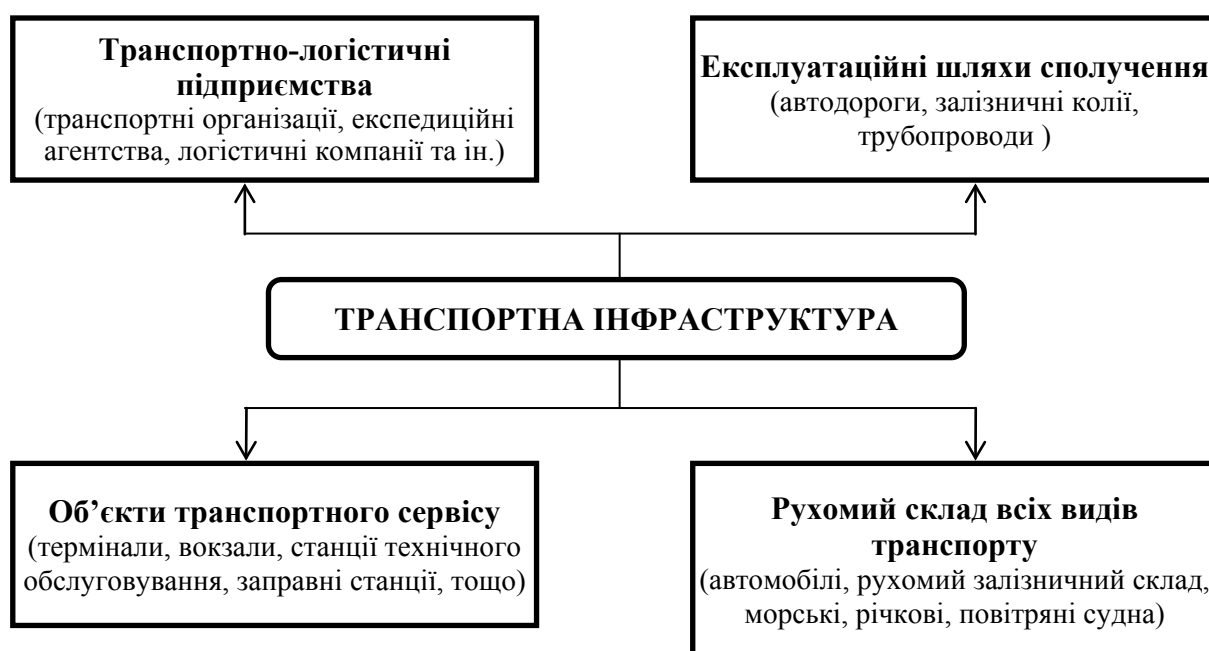 Транспортно-логістичні
підприємства
(транспортні організації, експедиційні
агентства, логістичні компанії та ін.)
Експлуатаційні шляхи сполучення
(автодороги, залізничні колії,
трубопроводи )
ТРАНСПОРТНА ІНФРАСТРУКТУРА
Об’єкти транспортного сервісу
(термінали, вокзали, станції технічного
обслуговування, заправні станції, тощо)
Рухомий склад всіх видів
транспорту
(автомобілі, рухомий залізничний склад,
морські, річкові, повітряні судна)